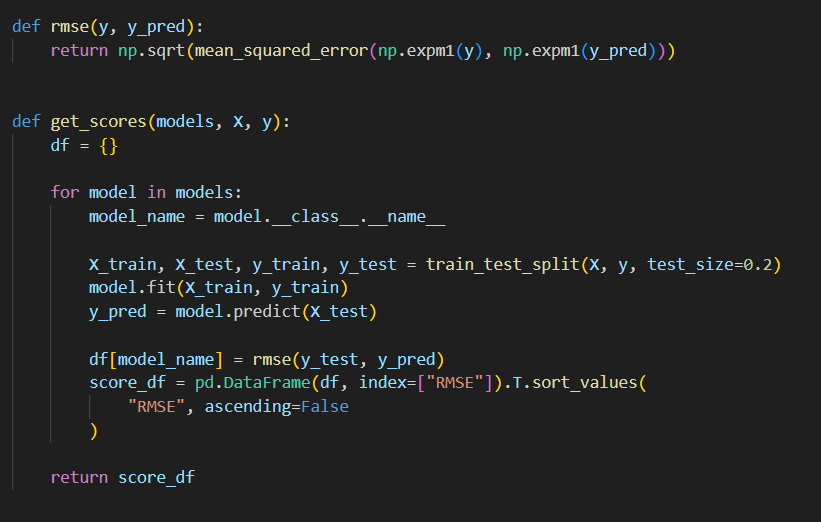 def rmse(y, y_pred):
    return np.sqrt(mean_squared_error(np.expm1(y), np.expm1(y_pred)))
def get_scores(models, X, y):
    df = {}
    for model in models:
        model_name = model.__class__.__name__
        X_train, X_test, y_train, y_test = train_test_split(X, y, test_size=0.2)
        model.fit(X_train, y_train)
        y_pred = model.predict(X_test)
        df[model_name] = rmse(y_test, y_pred)
        score_df = pd.DataFrame(df, index=["RMSE"]).T.sort_values(
            "RMSE", ascending=False
        )
    return score_df